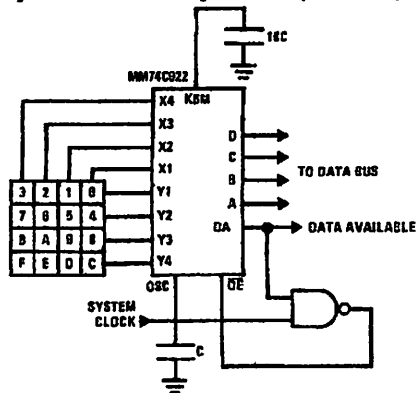 10C
MM74C922
X4 KBM
X3
X2
X1
Y1
Y2
Y3
Y4
D
C
B
A
DA
TO DATA BUS
DATA AVAILABLE
3 2 1 0
7 6 5 4
B A 9 8
F E D C
OSC
OE
SYSTEM
CLOCK
C